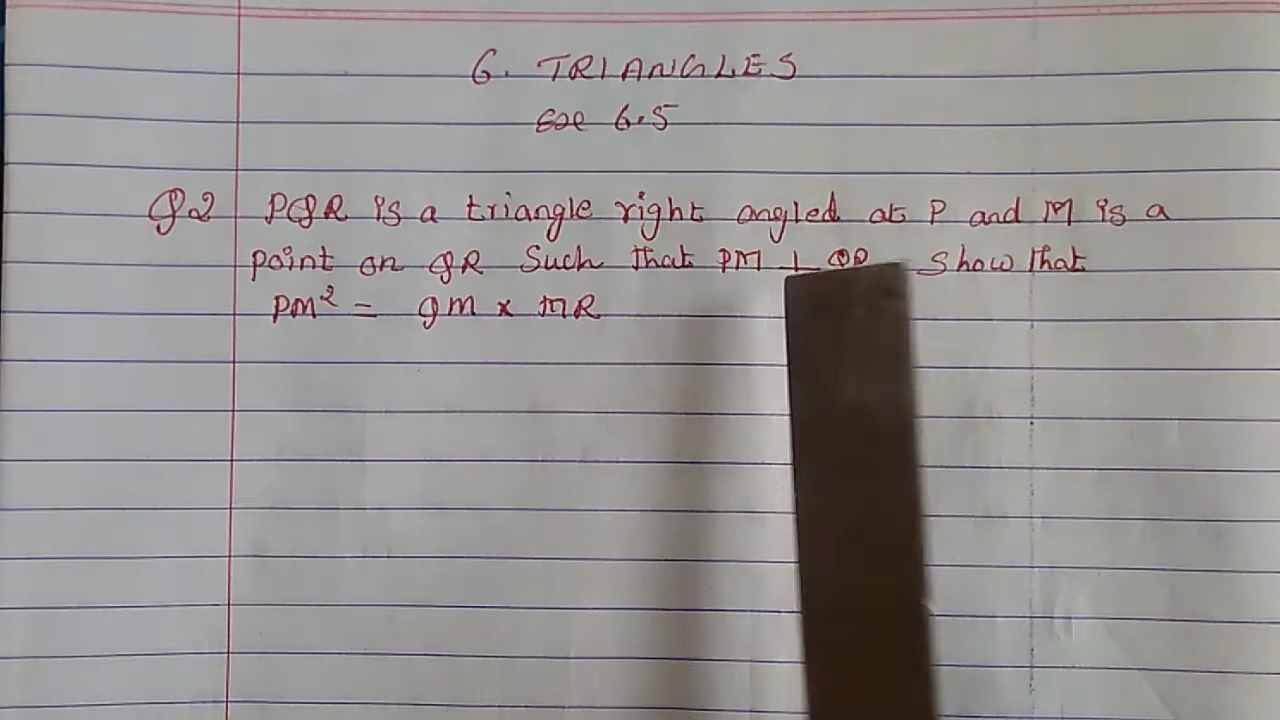 6. TRIANGLES
Exe 6.5
Q2 PQR is a triangle right angled at P and M is a
point on QR Such that PM ⊥ QR. Show that
PM² = QM × MR